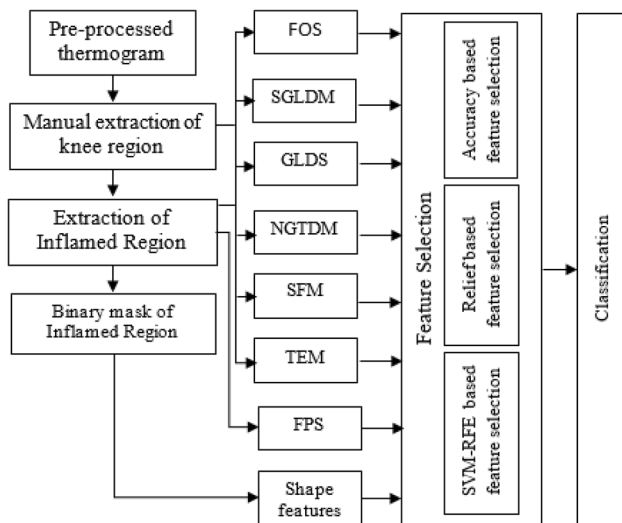 Pre-processed
thermogram
Manual extraction of
knee region
Extraction of
Inflamed Region
Binary mask of
Inflamed Region
FOS
SGLDM
GLDS
NGTDM
SFM
TEM
FPS
Shape
features
Feature Selection
Accuracy based
feature selection
Relief based
feature selection
SVM-RFE based
feature selection
Classification